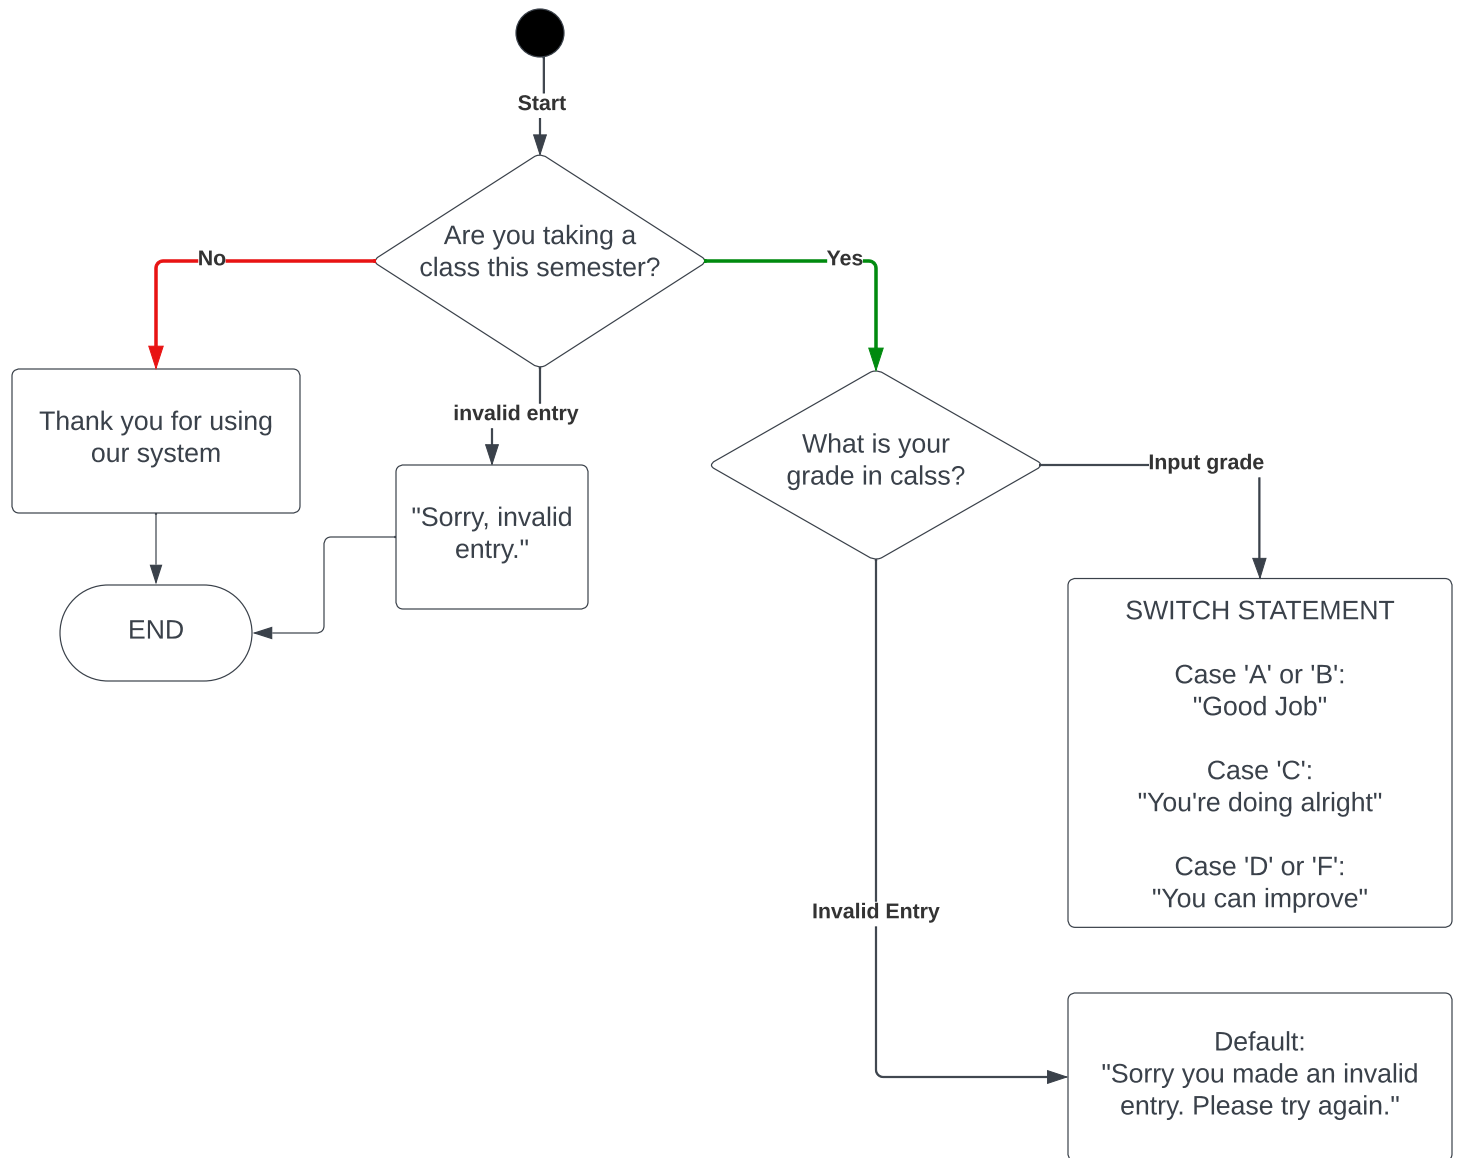 Start
Are you taking a
class this semester?
No
Yes
Thank you for using
our system
invalid entry
"Sorry, invalid
entry."
END
What is your
grade in calss?
Input grade
SWITCH STATEMENT
Case 'A' or 'B':
"Good Job"
Case 'C':
"You're doing alright"
Case 'D' or 'F':
"You can improve"
Invalid Entry
Default:
"Sorry you made an invalid
entry. Please try again."